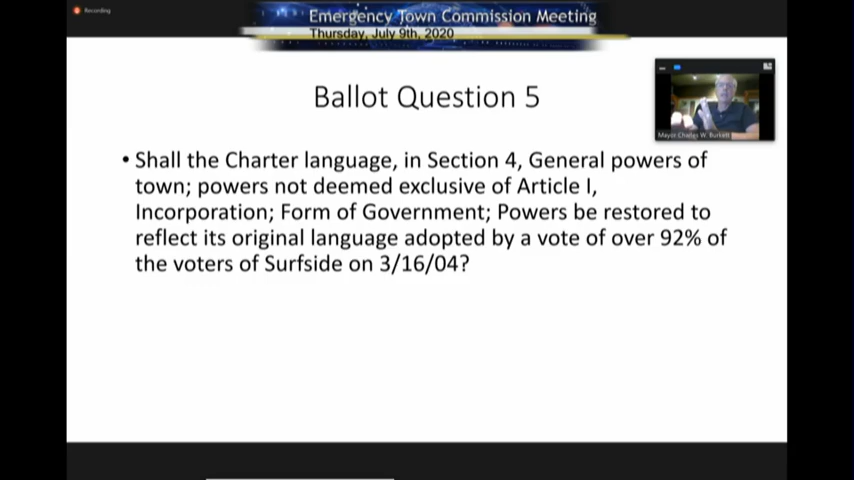 Recording
Emergency Town Commission Meeting
Thursday, July 9th, 2020
Ballot Question 5
Mayor Charles W. Burkett
• Shall the Charter language, in Section 4, General powers of
town; powers not deemed exclusive of Article I,
Incorporation; Form of Government; Powers be restored to
reflect its original language adopted by a vote of over 92% of
the voters of Surfside on 3/16/04?